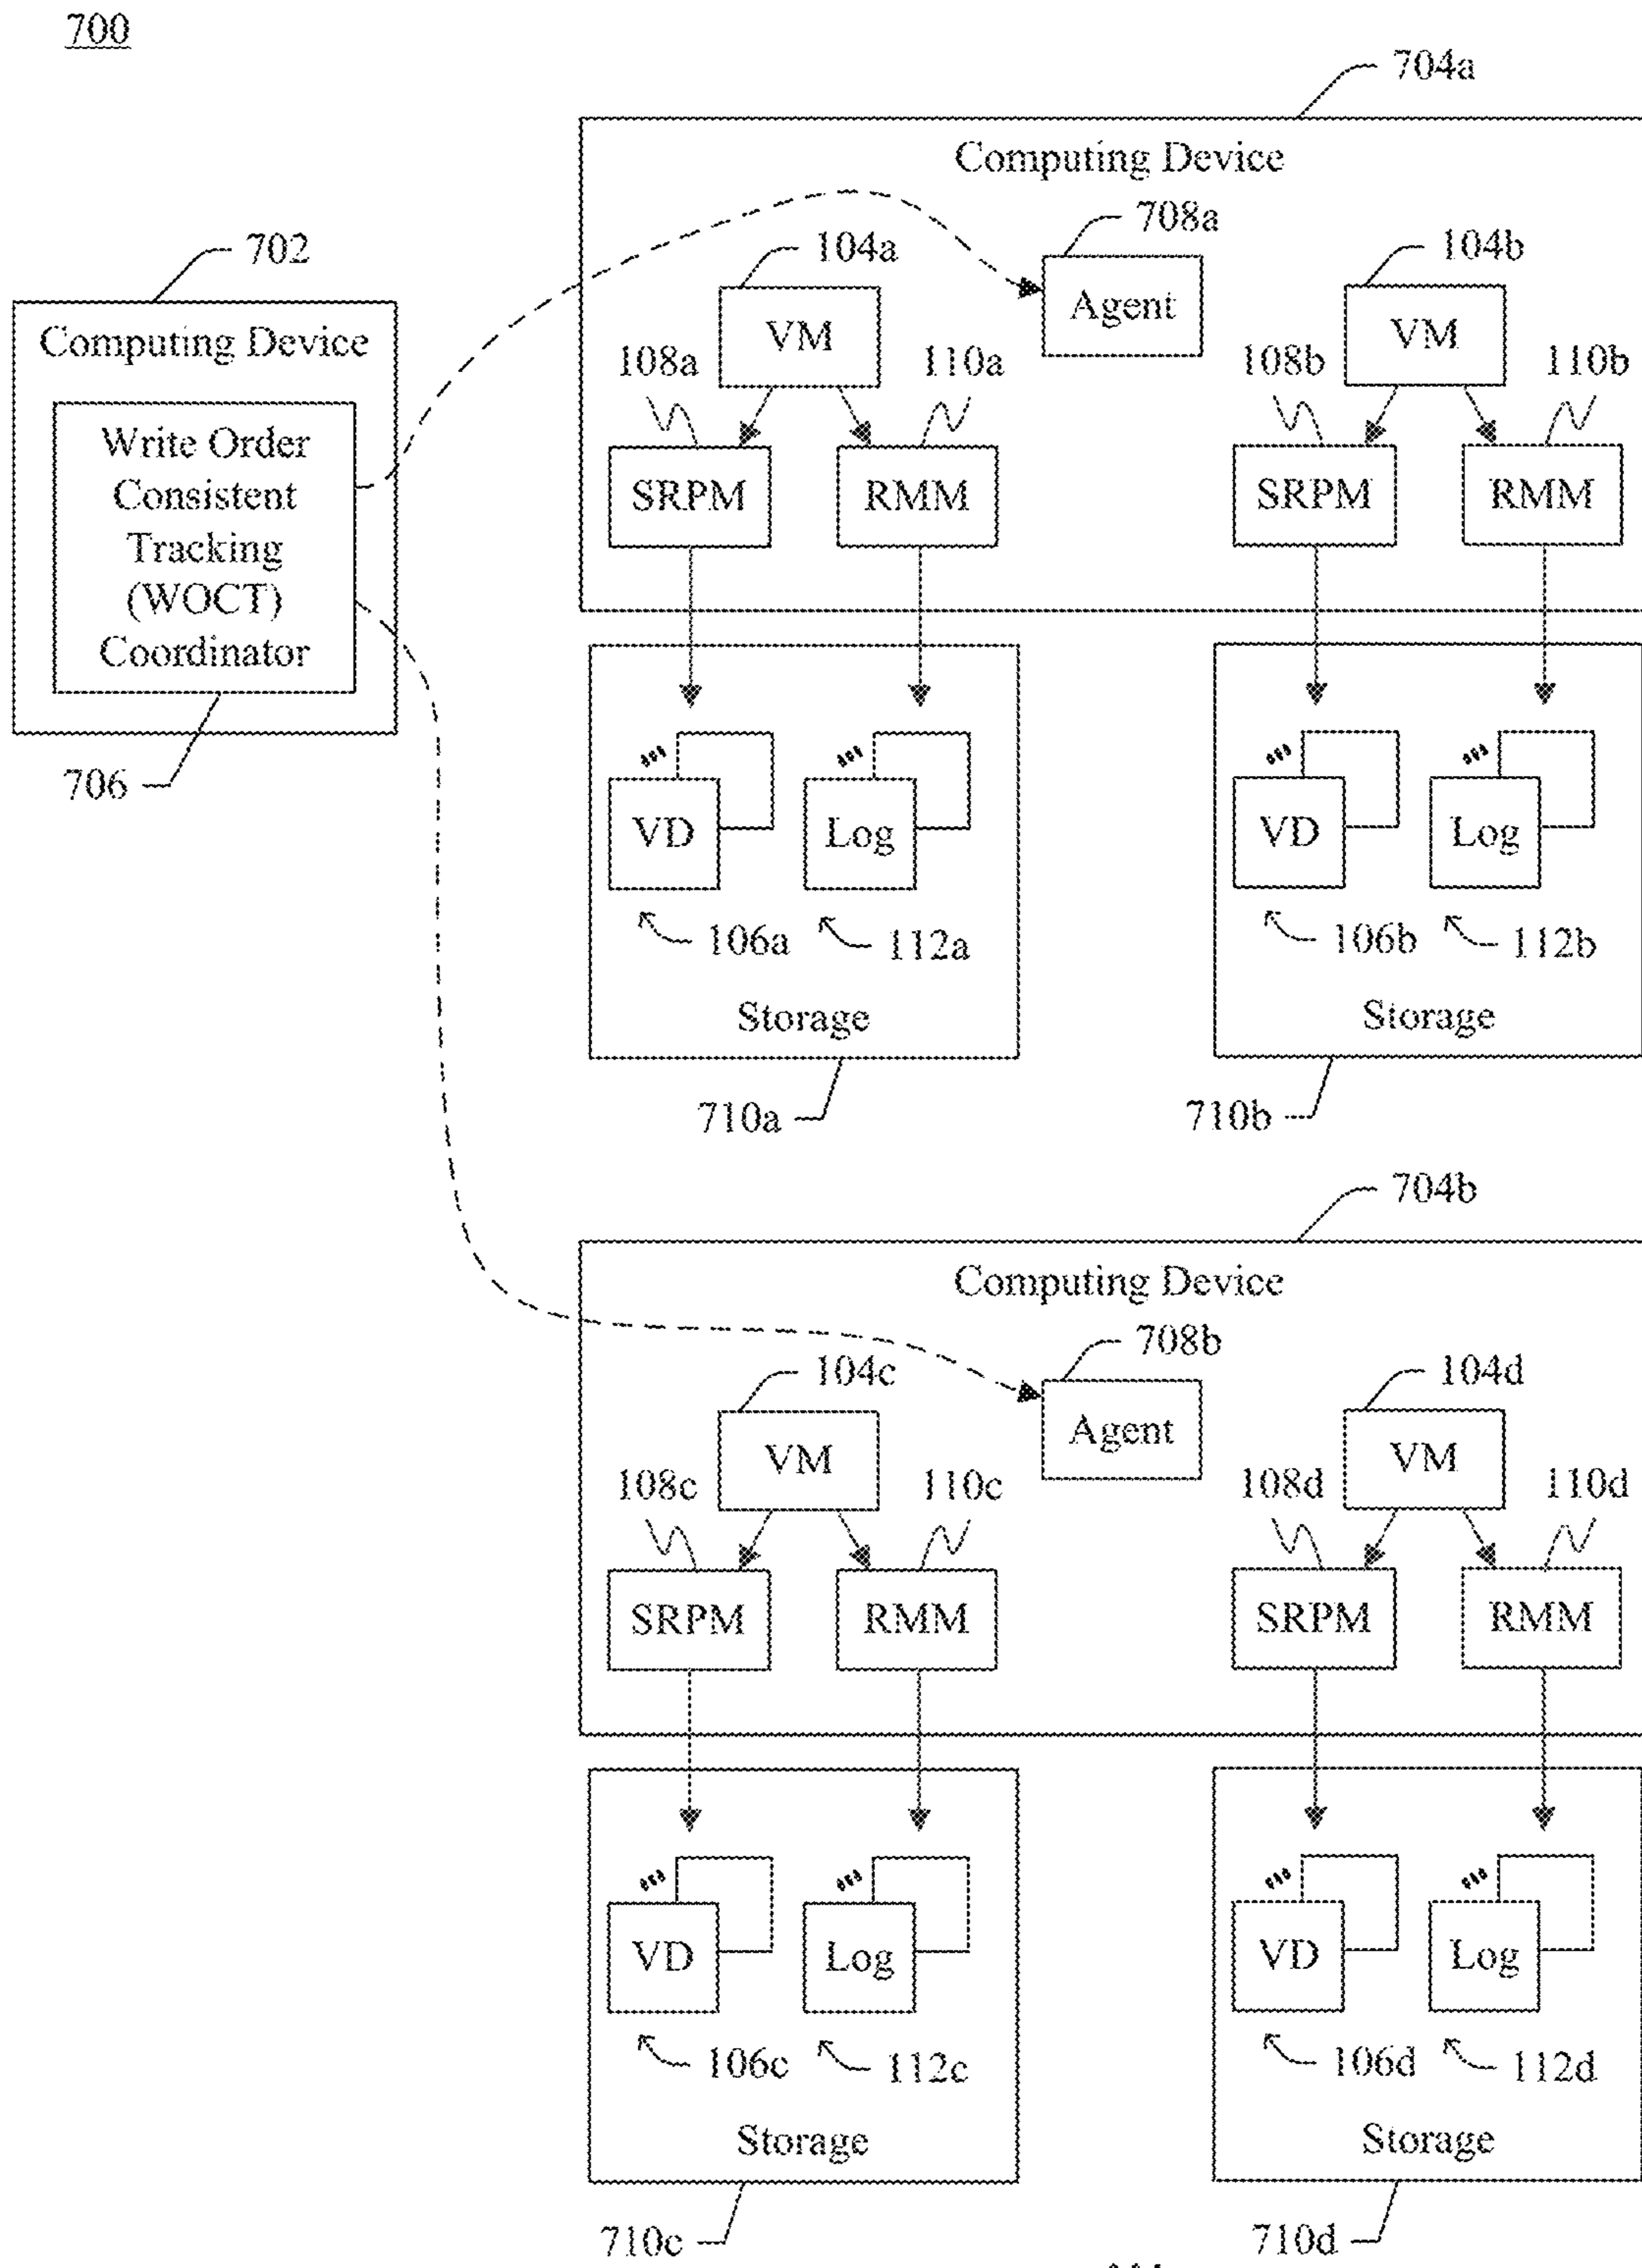 700
704a
Computing Device
702
708a
104a
104b
Computing Device
Agent
VM
VM
108a
110a
108b
110b
Write Order
Consistent
Tracking
(WOCT)
Coordinator
SRPM
RMM
SRPM
RMM
706
VD
Log
VD
Log
106a
112a
106b
112b
Storage
Storage
710a
710b
704b
Computing Device
708b
104c
104d
Agent
VM
VM
108c
110c
108d
110d
SRPM
RMM
SRPM
RMM
VD
Log
VD
Log
106c
112c
106d
112d
Storage
Storage
710c
710d